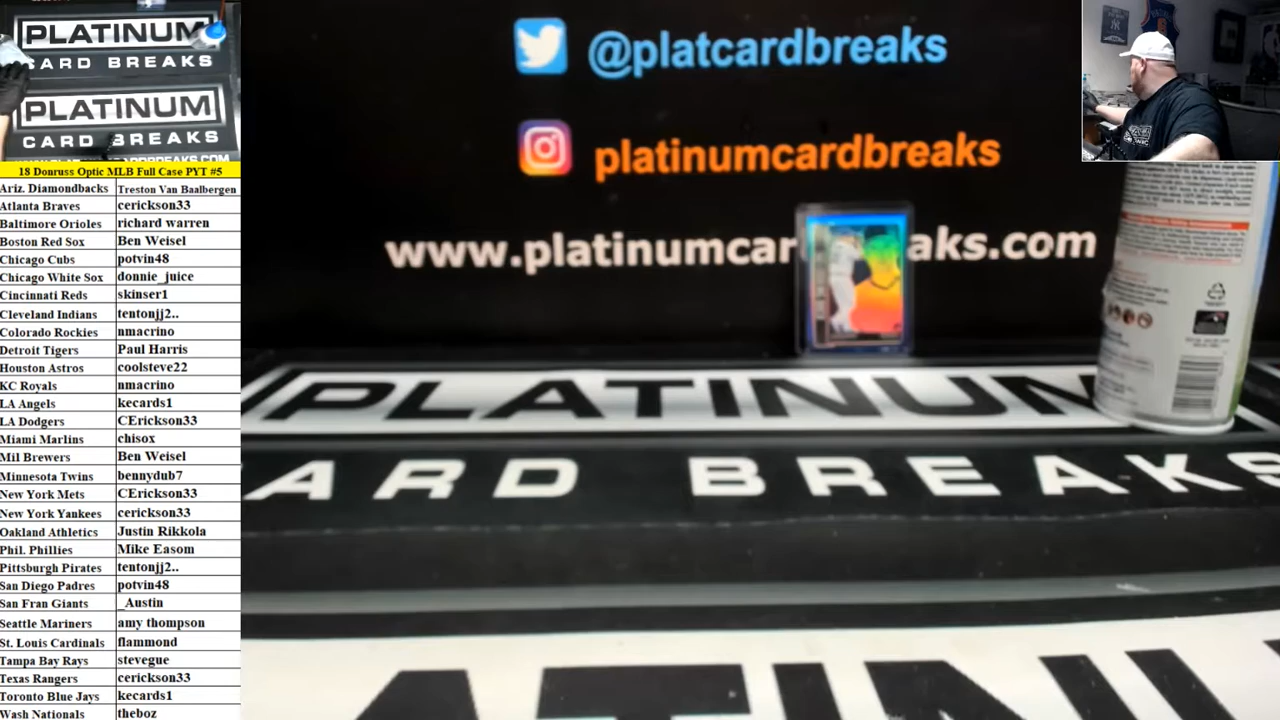 PLATINUM
CARD BREAKS
PLATINUM
CARD BREAKS
18 Donruss Optic MLB Full Case PYT #5
Ariz. Diamondbacks Treston Van Baalbergen
Atlanta Braves cerickson33
Baltimore Orioles richard warren
Boston Red Sox Ben Weisel
Chicago Cubs potvin48
Chicago White Sox donnie_juice
Cincinnati Reds skinser1
Cleveland Indians tentonjj2..
Colorado Rockies nmacrino
Detroit Tigers Paul Harris
Houston Astros coolsteve22
KC Royals nmacrino
LA Angels kecards1
LA Dodgers CErickson33
Miami Marlins chisox
Mil Brewers Ben Weisel
Minnesota Twins bennydub7
New York Mets CErickson33
New York Yankees cerickson33
Oakland Athletics Justin Rikkola
Phil. Phillies Mike Easom
Pittsburgh Pirates tentonjj2..
San Diego Padres potvin48
San Fran Giants _Austin
Seattle Mariners amy thompson
St. Louis Cardinals flammond
Tampa Bay Rays stevegue
Texas Rangers cerickson33
Toronto Blue Jays kecards1
Wash Nationals theboz
@platcardbreaks
platinumcardbreaks
www.platinumcar aks.com
PLATINUM
ARD BREAKS
ATINU